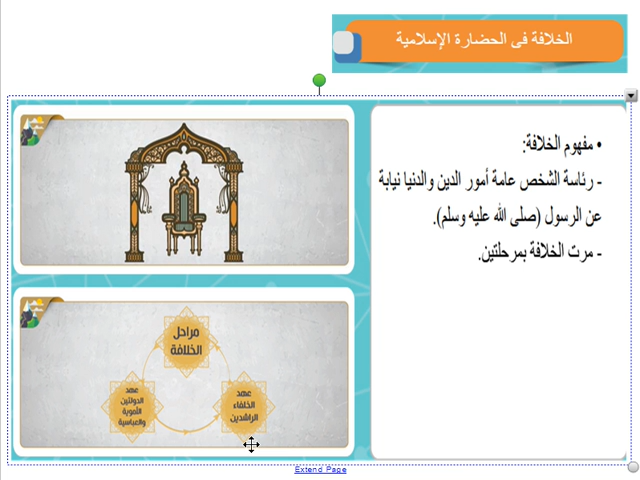 الخلافة فى الحضارة الإسلامية
• مفهوم الخلافة:
- رئاسة الشخص عامة أمور الدين والدنيا نيابة
عن الرسول (صلى الله عليه وسلم).
- مرت الخلافة بمرحلتين.
مراحل
الخلافة
عهد
الخلفاء
الراشدين
عهد
الدولتين
الأموية
والعباسية
Extend Page